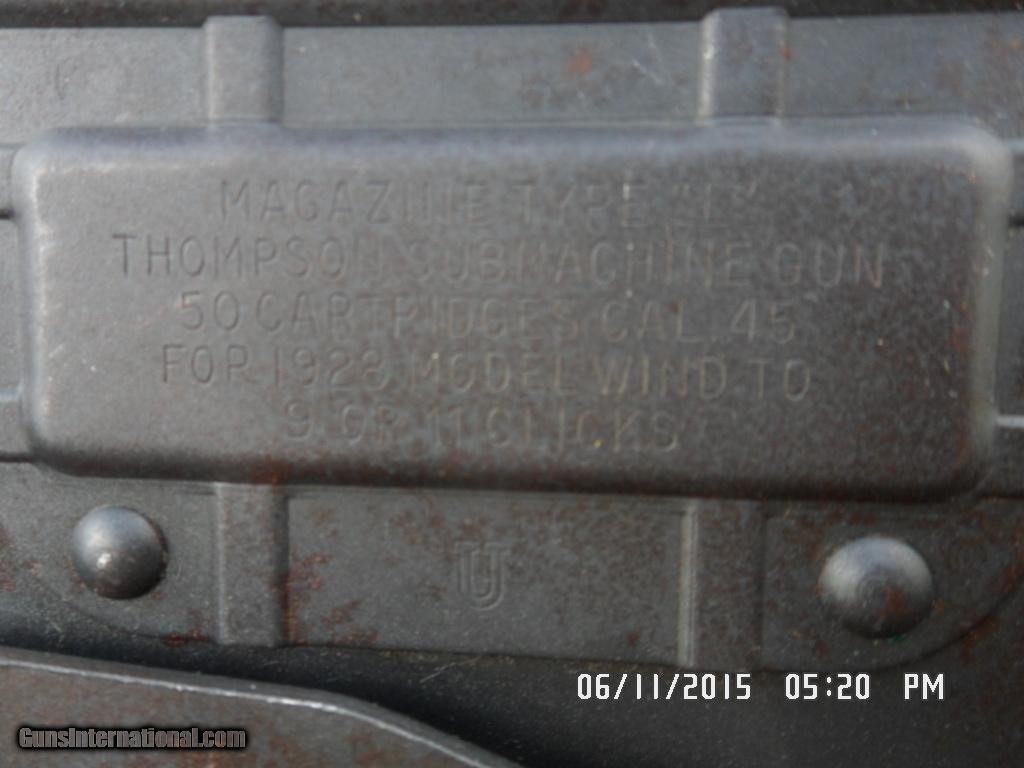 MAGAZINE TYPE "L"
THOMPSON SUBMACHINE GUN
50 CARTRIDGES CAL. 45
FOR 1928 MODEL WIND TO
9 OR 11 CLICKS
U
06/11/2015 05:20 PM
GunsInternational.com